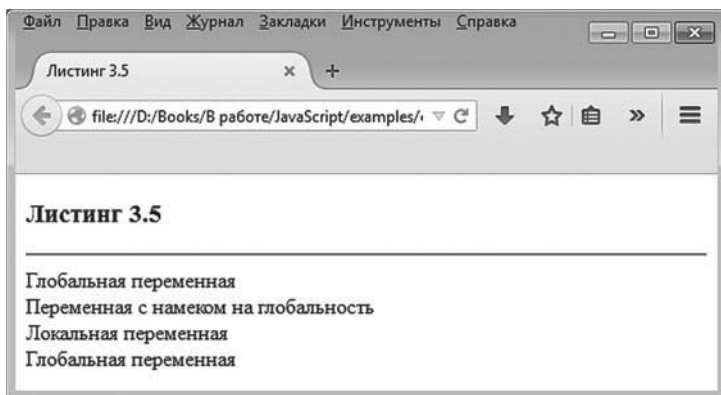 Файл Правка Вид Журнал Закладки Инструменты Справка
Листинг 3.5
file:///D:/Books/В работе/JavaScript/examples/
Листинг 3.5
Глобальная переменная
Переменная с намеком на глобальность
Локальная переменная
Глобальная переменная